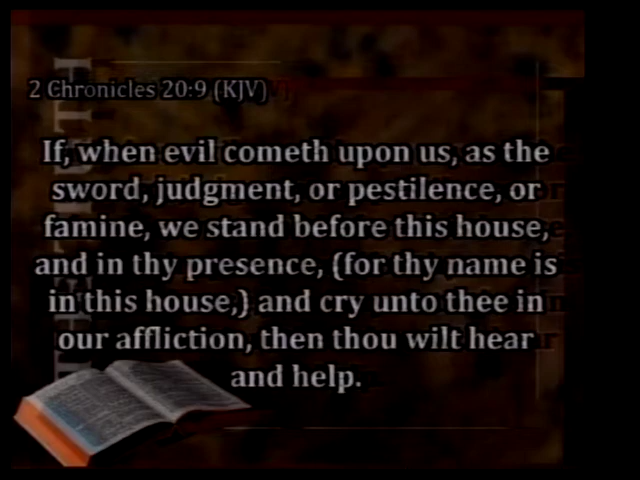 2 Chronicles 20:9 (KJV)
If, when evil cometh upon us, as the
sword, judgment, or pestilence, or
famine, we stand before this house,
and in thy presence, (for thy name is
in this house,) and cry unto thee in
our affliction, then thou wilt hear
and help.